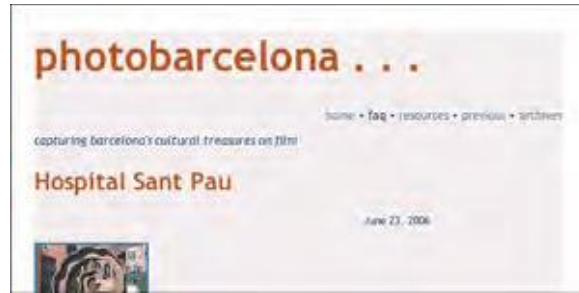 photobarcelona . . .
home • faq • resources • previous • archives
capturing barcelona's cultural treasures on film
Hospital Sant Pau
June 23, 2006